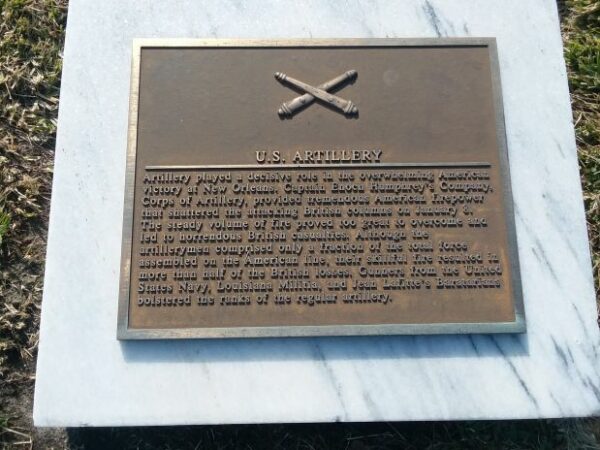 U.S. ARTILLERY
Artillery played a decisive role in the overwhelming American
victory at New Orleans. Captain Enoch Humphrey's Company,
Corps of Artillery, provided tremendous American firepower
that shattered the attacking British columns on January 8.
The steady volume of fire proved too great to overcome and
led to horrendous British casualties. Although the
artillerymen composed only a fraction of the total force
assembled on the American line, their skillful fire resulted in
more than half of the British losses. Gunners from the United
States Navy, Louisiana Militia, and Jean Lafitte's Baratarians
bolstered the ranks of the regular artillery.